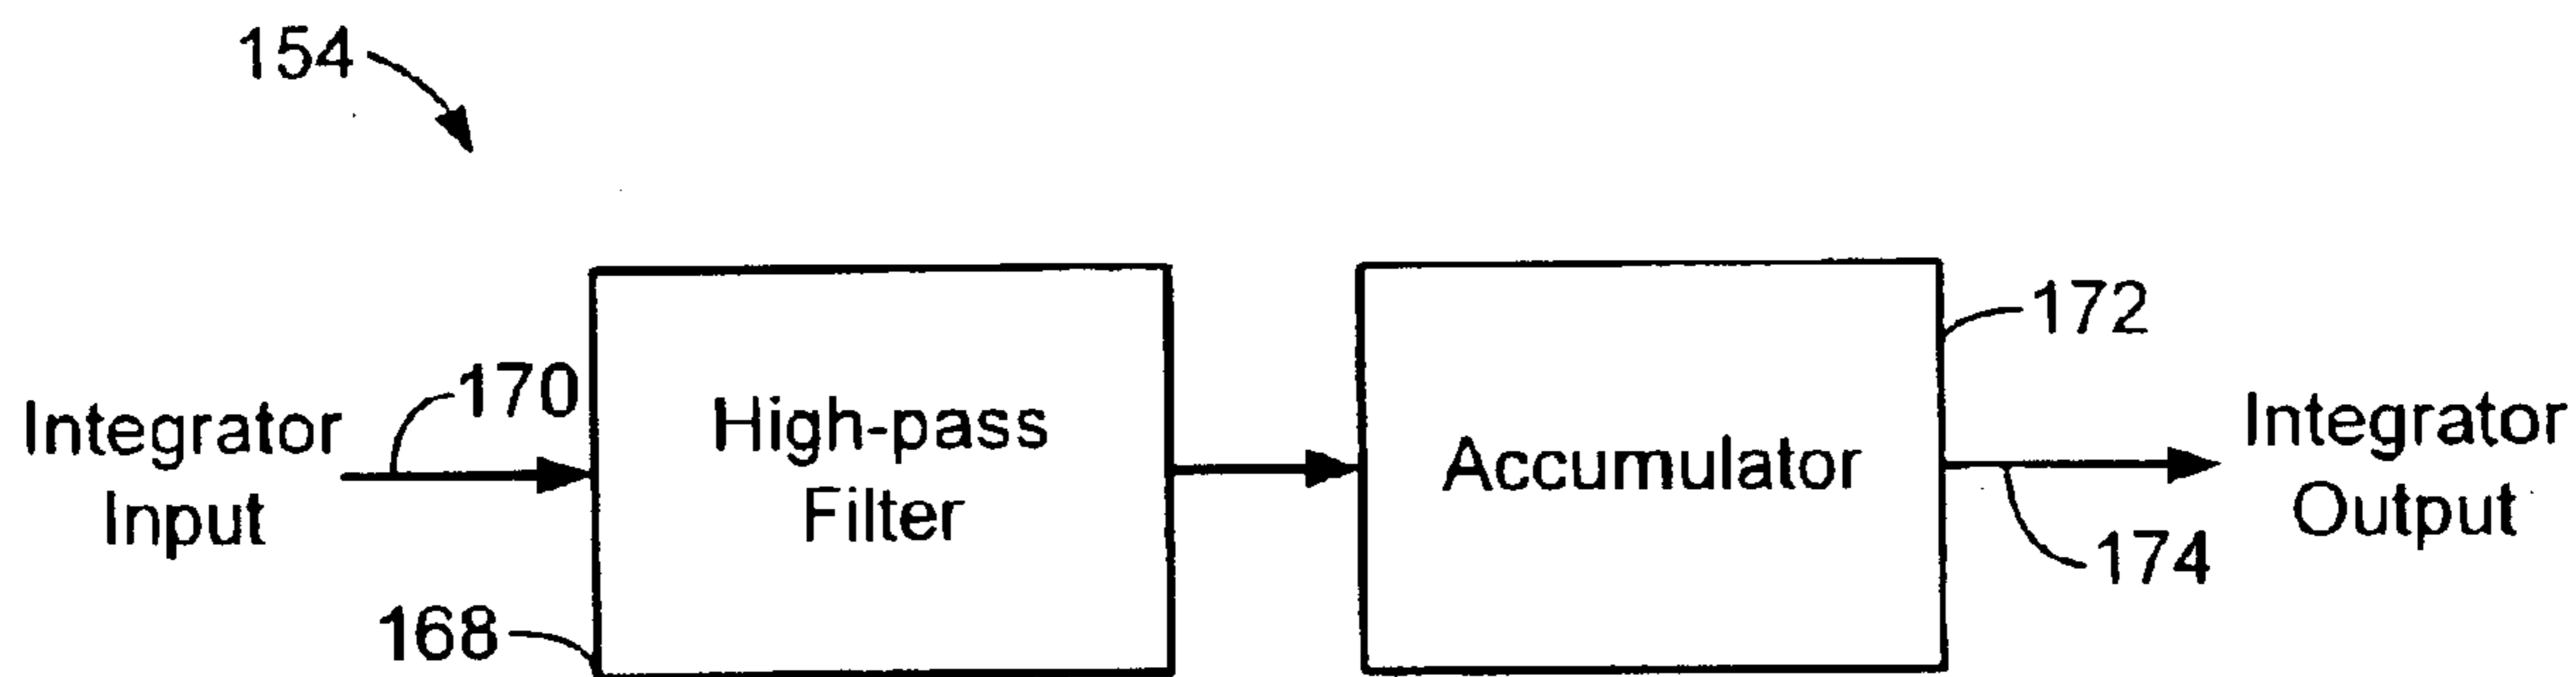 154
170
Integrator
Input
High-pass
Filter
168
Accumulator
172
Integrator
Output
174